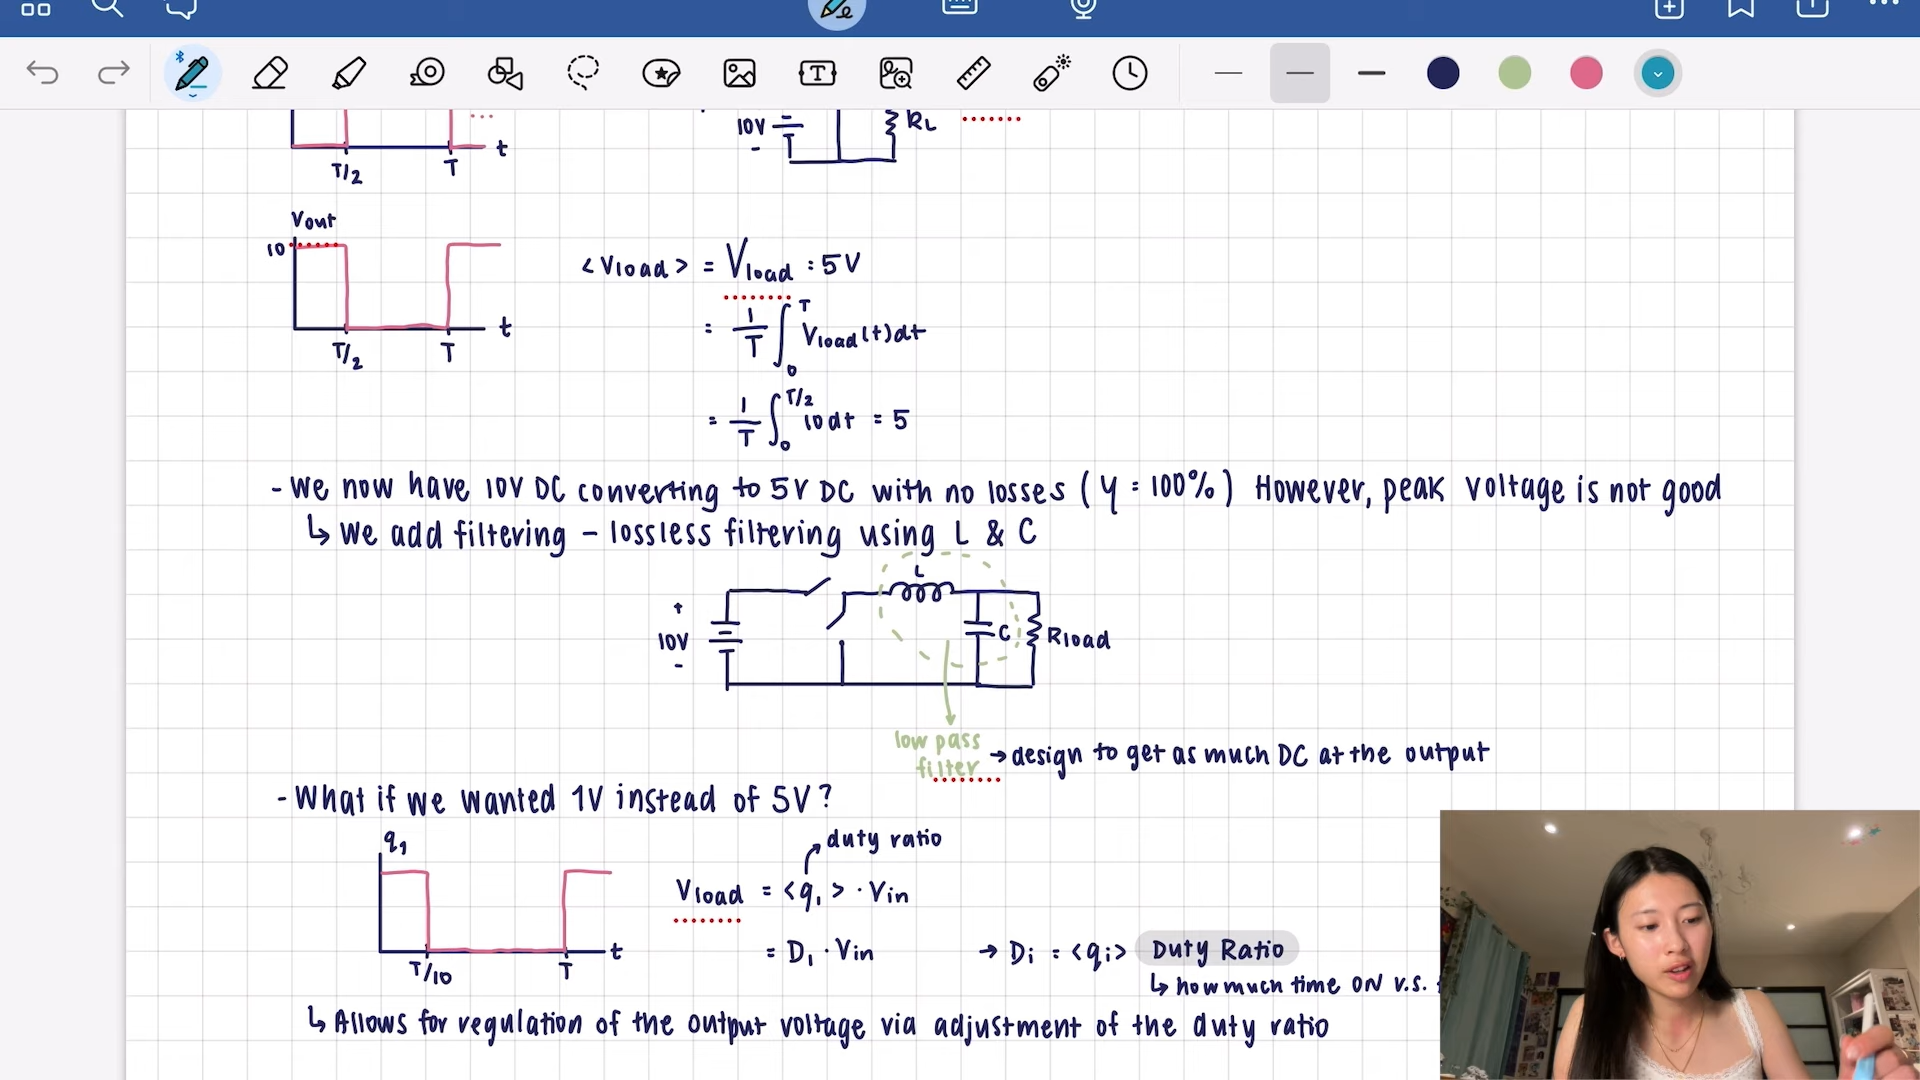 10V
-
RL
t
T/2
T
Vout
10
t
T/2
T
<Vload> = Vload : 5V
= 1/T ∫₀ᵀ Vload(t)dt
= 1/T ∫₀ᵀ/² 10dt = 5
- We now have 10V DC converting to 5V DC with no losses (η = 100%) However, peak voltage is not good
↳ We add filtering – lossless filtering using L & C
L
+
10V
-
C
Rload
low pass
filter
→ design to get as much DC at the output
- What if we wanted 1V instead of 5V?
q₁
duty ratio
Vload = <q₁> · Vin
= D₁ · Vin
→ Di = <qi> Duty Ratio
↳ how much time ON v.s.
t
T/10
T
↳ Allows for regulation of the output voltage via adjustment of the duty ratio